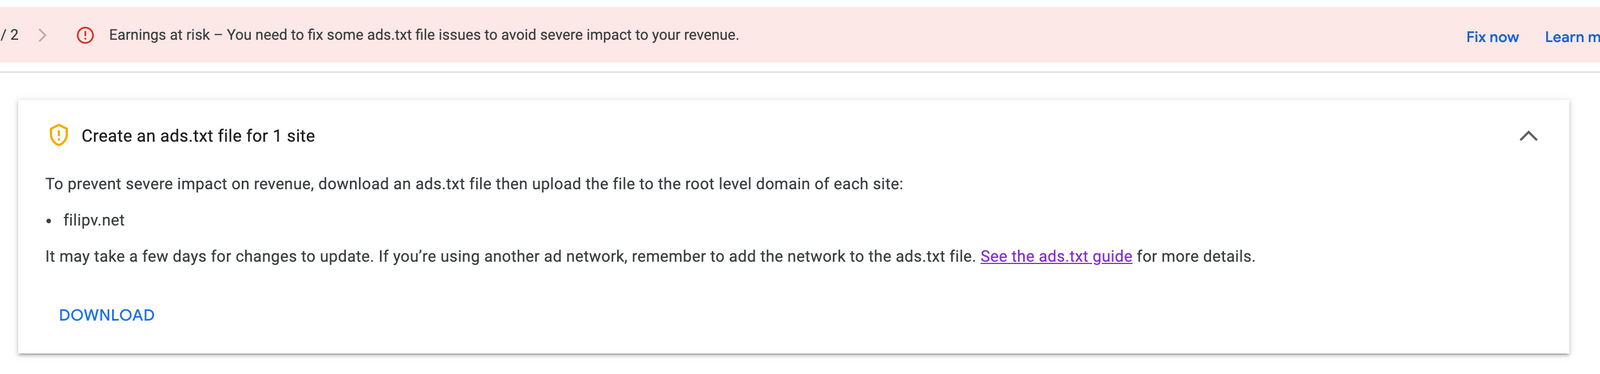 / 2 Earnings at risk – You need to fix some ads.txt file issues to avoid severe impact to your revenue. Fix now Learn m
Create an ads.txt file for 1 site
To prevent severe impact on revenue, download an ads.txt file then upload the file to the root level domain of each site:
• filipv.net
It may take a few days for changes to update. If you’re using another ad network, remember to add the network to the ads.txt file. See the ads.txt guide for more details.
DOWNLOAD